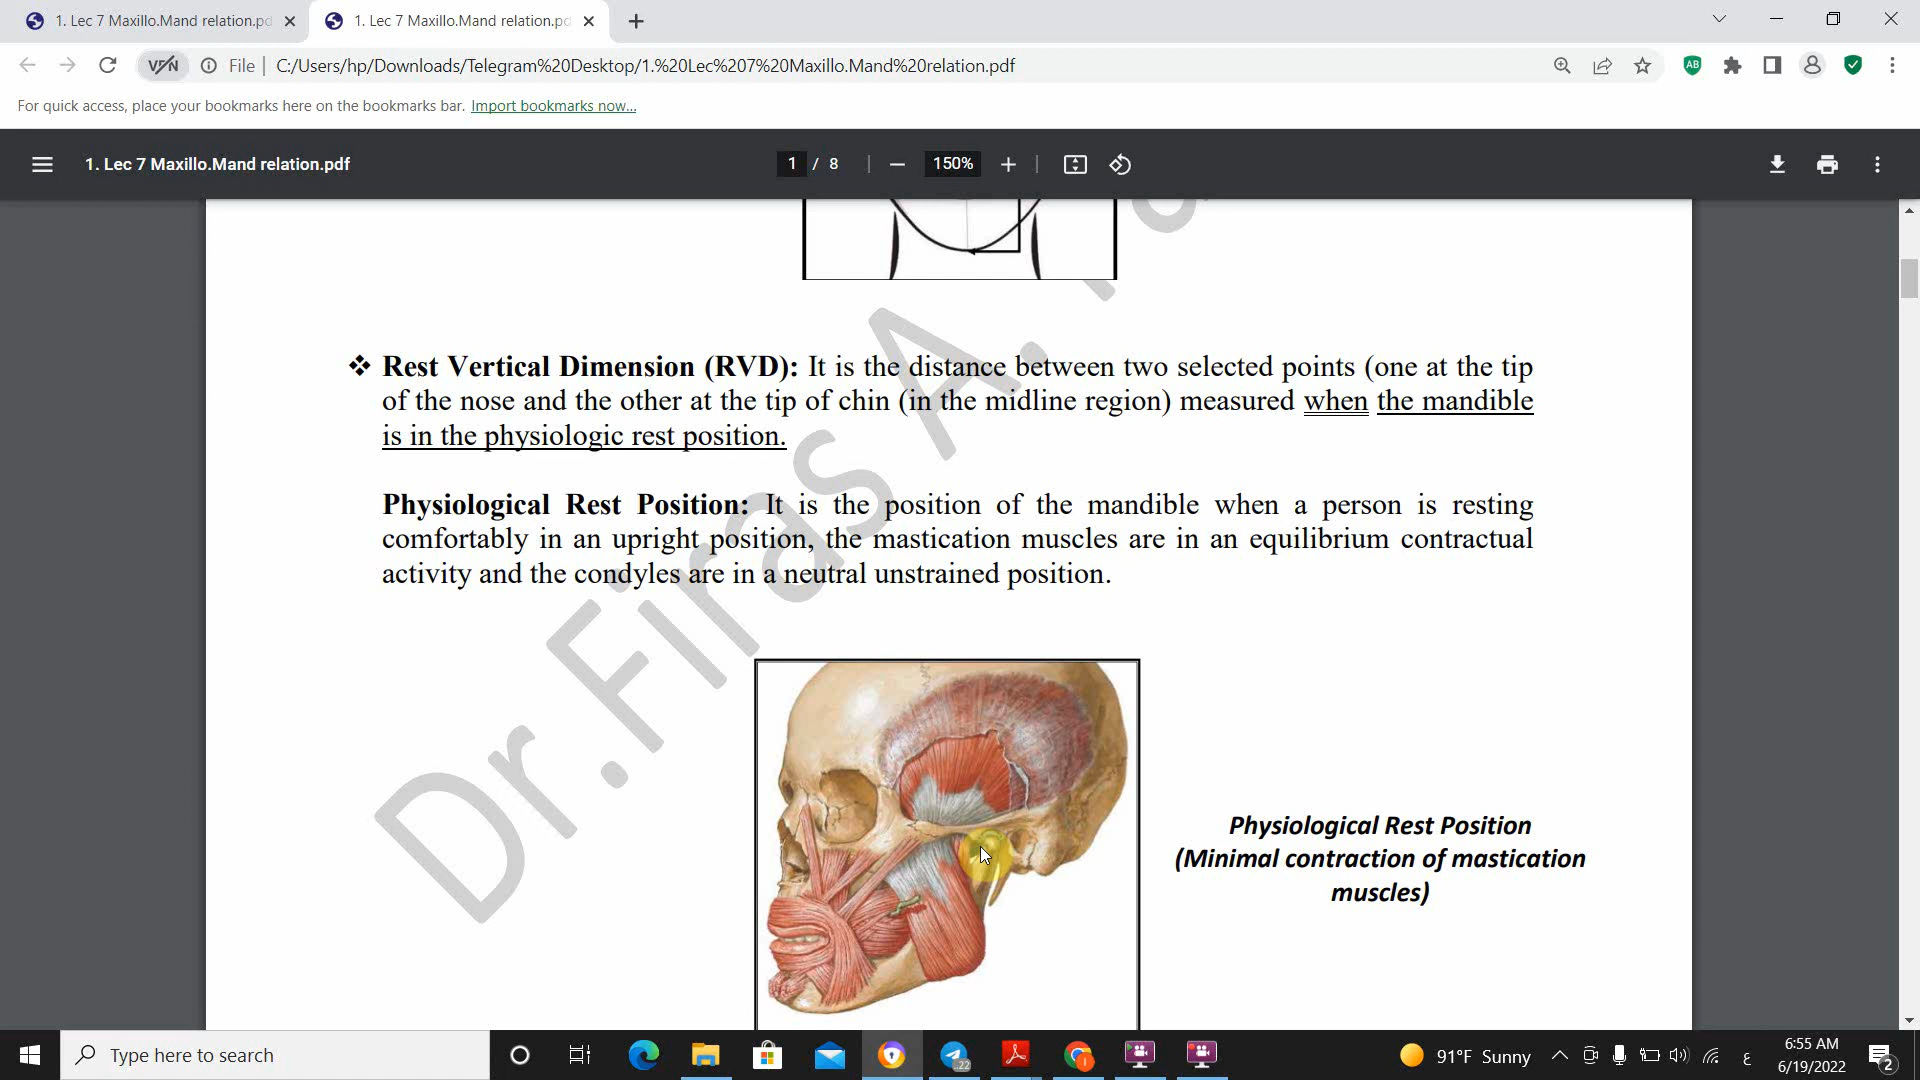 1. Lec 7 Maxillo.Mand relation.pd
1. Lec 7 Maxillo.Mand relation.pd
VPN
File
C:/Users/hp/Downloads/Telegram%20Desktop/1.%20Lec%207%20Maxillo.Mand%20relation.pdf
AB
For quick access, place your bookmarks here on the bookmarks bar. Import bookmarks now...
1. Lec 7 Maxillo.Mand relation.pdf
1 / 8
150%
❖ Rest Vertical Dimension (RVD): It is the distance between two selected points (one at the tip
of the nose and the other at the tip of chin (in the midline region) measured when the mandible
is in the physiologic rest position.
Physiological Rest Position: It is the position of the mandible when a person is resting
comfortably in an upright position, the mastication muscles are in an equilibrium contractual
activity and the condyles are in a neutral unstrained position.
Dr.Firas A.
Physiological Rest Position
(Minimal contraction of mastication
muscles)
Type here to search
22
91°F Sunny
ع
6:55 AM
6/19/2022
2